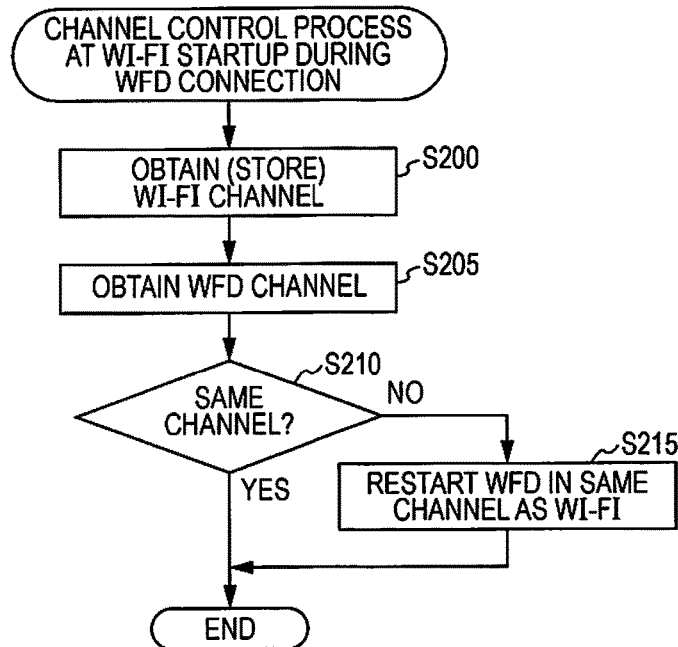 CHANNEL CONTROL PROCESS
AT WI-FI STARTUP DURING
WFD CONNECTION
OBTAIN (STORE)
WI-FI CHANNEL
S200
OBTAIN WFD CHANNEL
S205
SAME
CHANNEL?
S210
NO
YES
RESTART WFD IN SAME
CHANNEL AS WI-FI
S215
END